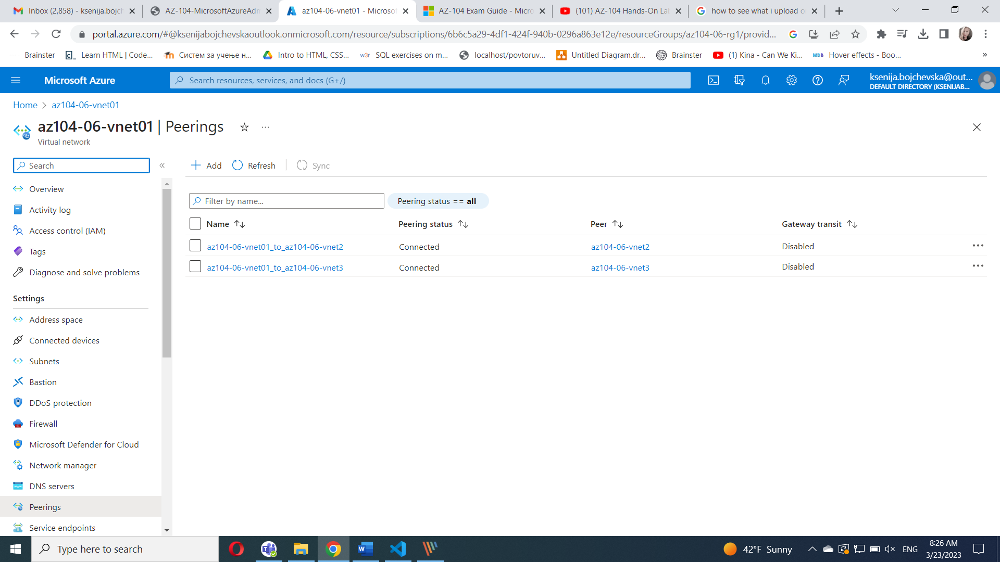 Inbox (2,858) - ksenija.bojch
AZ-104-MicrosoftAzureAdm
az104-06-vnet01 - Microsof
AZ-104 Exam Guide - Micro
(101) AZ-104 Hands-On Lab
how to see what i upload o
portal.azure.com/#@ksenijabojchevskaoutlook.onmicrosoft.com/resource/subscriptions/6b6c5a29-4df1-424f-940b-0296a863e12e/resourceGroups/az104-06-rg1/provid...
Brainster
Learn HTML | Code...
Систем за учење н...
Intro to HTML, CSS...
w3r SQL exercises on m...
localhost/povtoruv...
Untitled Diagram.dr...
Brainster
(1) Kina - Can We Ki...
MDB Hover effects - Boo...
»
Microsoft Azure
Search resources, services, and docs (G+/)
ksenija.bojchevska@out...
DEFAULT DIRECTORY (KSENIJAB...
Home > az104-06-vnet01
az104-06-vnet01 | Peerings
Virtual network
Search
Add
Refresh
Sync
Overview
Activity log
Access control (IAM)
Tags
Diagnose and solve problems
Settings
Address space
Connected devices
Subnets
Bastion
DDoS protection
Firewall
Microsoft Defender for Cloud
Network manager
DNS servers
Peerings
Service endpoints
Filter by name...
Peering status == all
Name Peering status Peer Gateway transit
az104-06-vnet01_to_az104-06-vnet2 Connected az104-06-vnet2 Disabled
az104-06-vnet01_to_az104-06-vnet3 Connected az104-06-vnet3 Disabled
Type here to search
42°F Sunny
ENG
8:26 AM
3/23/2023